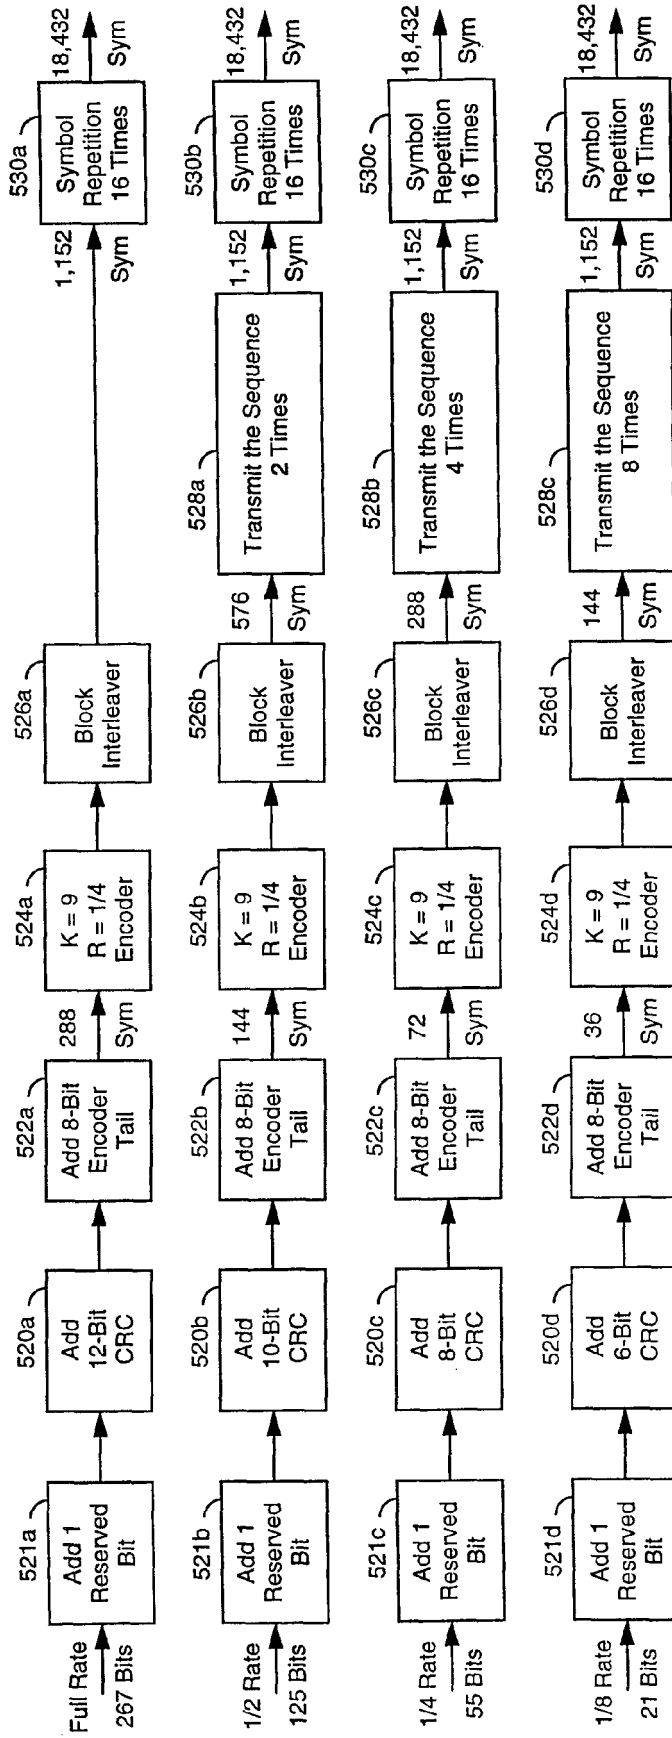 Full Rate
267 Bits
521a
Add 1
Reserved
Bit
520a
Add
12-Bit
CRC
522a
Add 8-Bit
Encoder
Tail
288
Sym
524a
K = 9
R = 1/4
Encoder
526a
Block
Interleaver
1,152
Sym
530a
Symbol
Repetition
16 Times
18,432
Sym
1/2 Rate
125 Bits
521b
Add 1
Reserved
Bit
520b
Add
10-Bit
CRC
522b
Add 8-Bit
Encoder
Tail
144
Sym
524b
K = 9
R = 1/4
Encoder
526b
Block
Interleaver
576
Sym
528a
Transmit the Sequence
2 Times
1,152
Sym
530b
Symbol
Repetition
16 Times
18,432
Sym
1/4 Rate
55 Bits
521c
Add 1
Reserved
Bit
520c
Add
8-Bit
CRC
522c
Add 8-Bit
Encoder
Tail
72
Sym
524c
K = 9
R = 1/4
Encoder
526c
Block
Interleaver
288
Sym
528b
Transmit the Sequence
4 Times
1,152
Sym
530c
Symbol
Repetition
16 Times
18,432
Sym
1/8 Rate
21 Bits
521d
Add 1
Reserved
Bit
520d
Add
6-Bit
CRC
522d
Add 8-Bit
Encoder
Tail
36
Sym
524d
K = 9
R = 1/4
Encoder
526d
Block
Interleaver
144
Sym
528c
Transmit the Sequence
8 Times
1,152
Sym
530d
Symbol
Repetition
16 Times
18,432
Sym